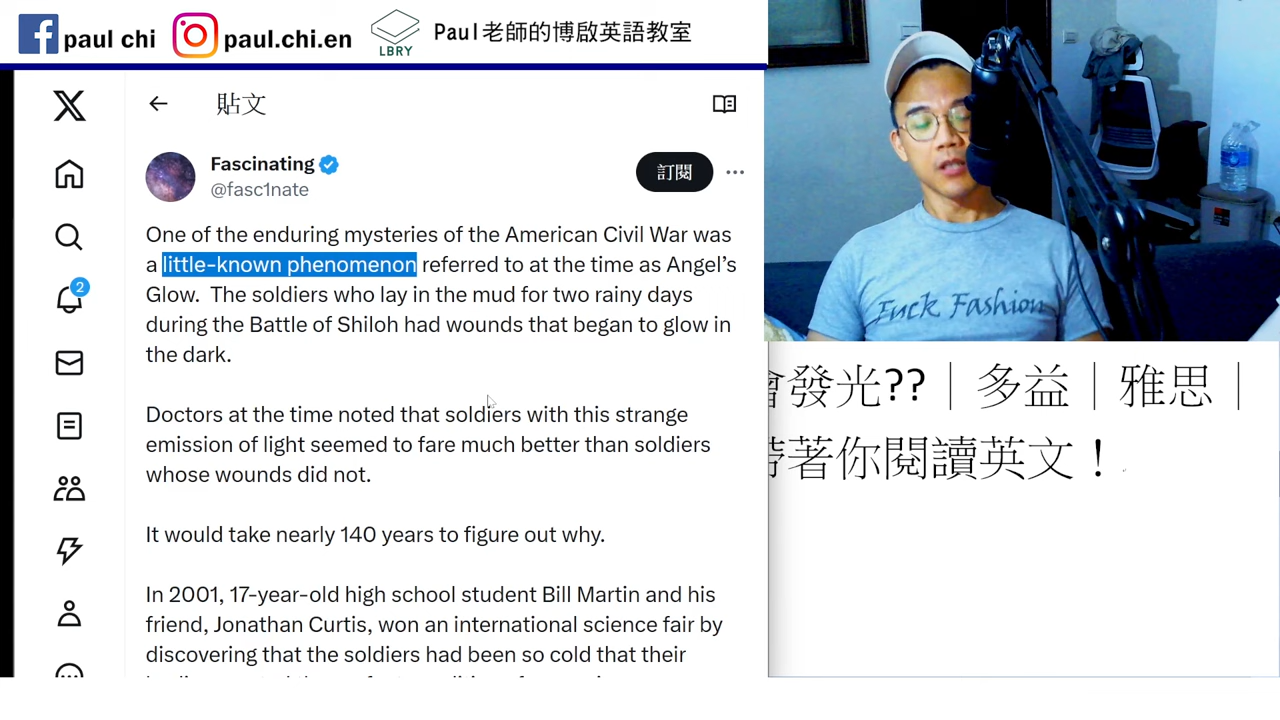 paul chi
paul.chi.en
LBRY
Paul老師的博啟英語教室
貼文
Fascinating
@fasc1nate
訂閱
2
One of the enduring mysteries of the American Civil War was
a little-known phenomenon referred to at the time as Angel's
Glow.  The soldiers who lay in the mud for two rainy days
during the Battle of Shiloh had wounds that began to glow in
the dark.
Doctors at the time noted that soldiers with this strange
emission of light seemed to fare much better than soldiers
whose wounds did not.
It would take nearly 140 years to figure out why.
In 2001, 17-year-old high school student Bill Martin and his
friend, Jonathan Curtis, won an international science fair by
discovering that the soldiers had been so cold that their
Fuck Fashion
會發光??｜多益｜雅思｜
帶著你閱讀英文！